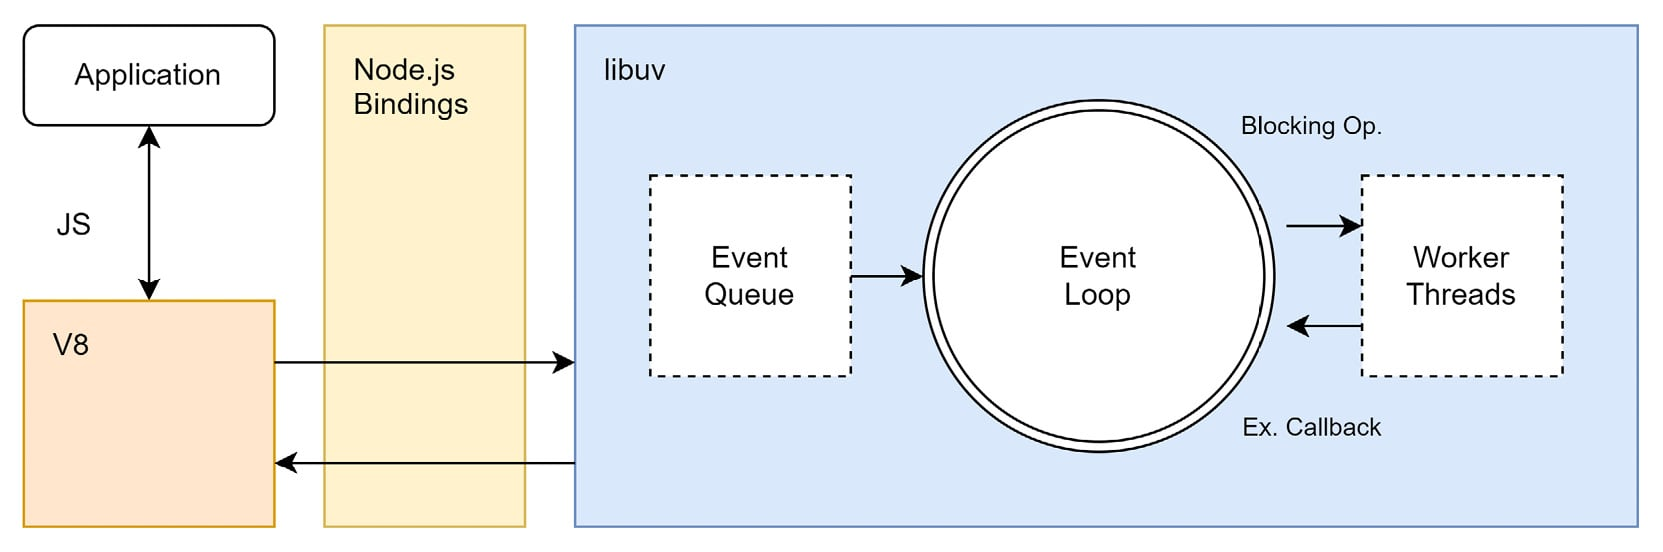 Application
JS
V8
Node.js
Bindings
libuv
Event
Queue
Event
Loop
Blocking Op.
Worker
Threads
Ex. Callback